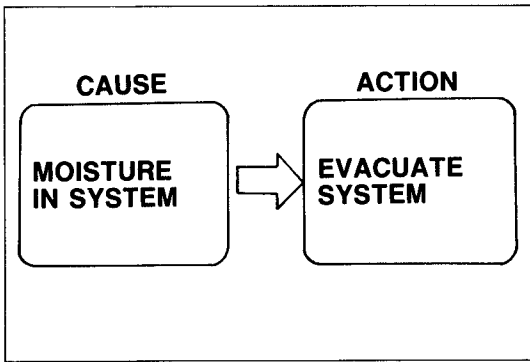 CAUSE
ACTION
MOISTURE
IN SYSTEM
EVACUATE
SYSTEM